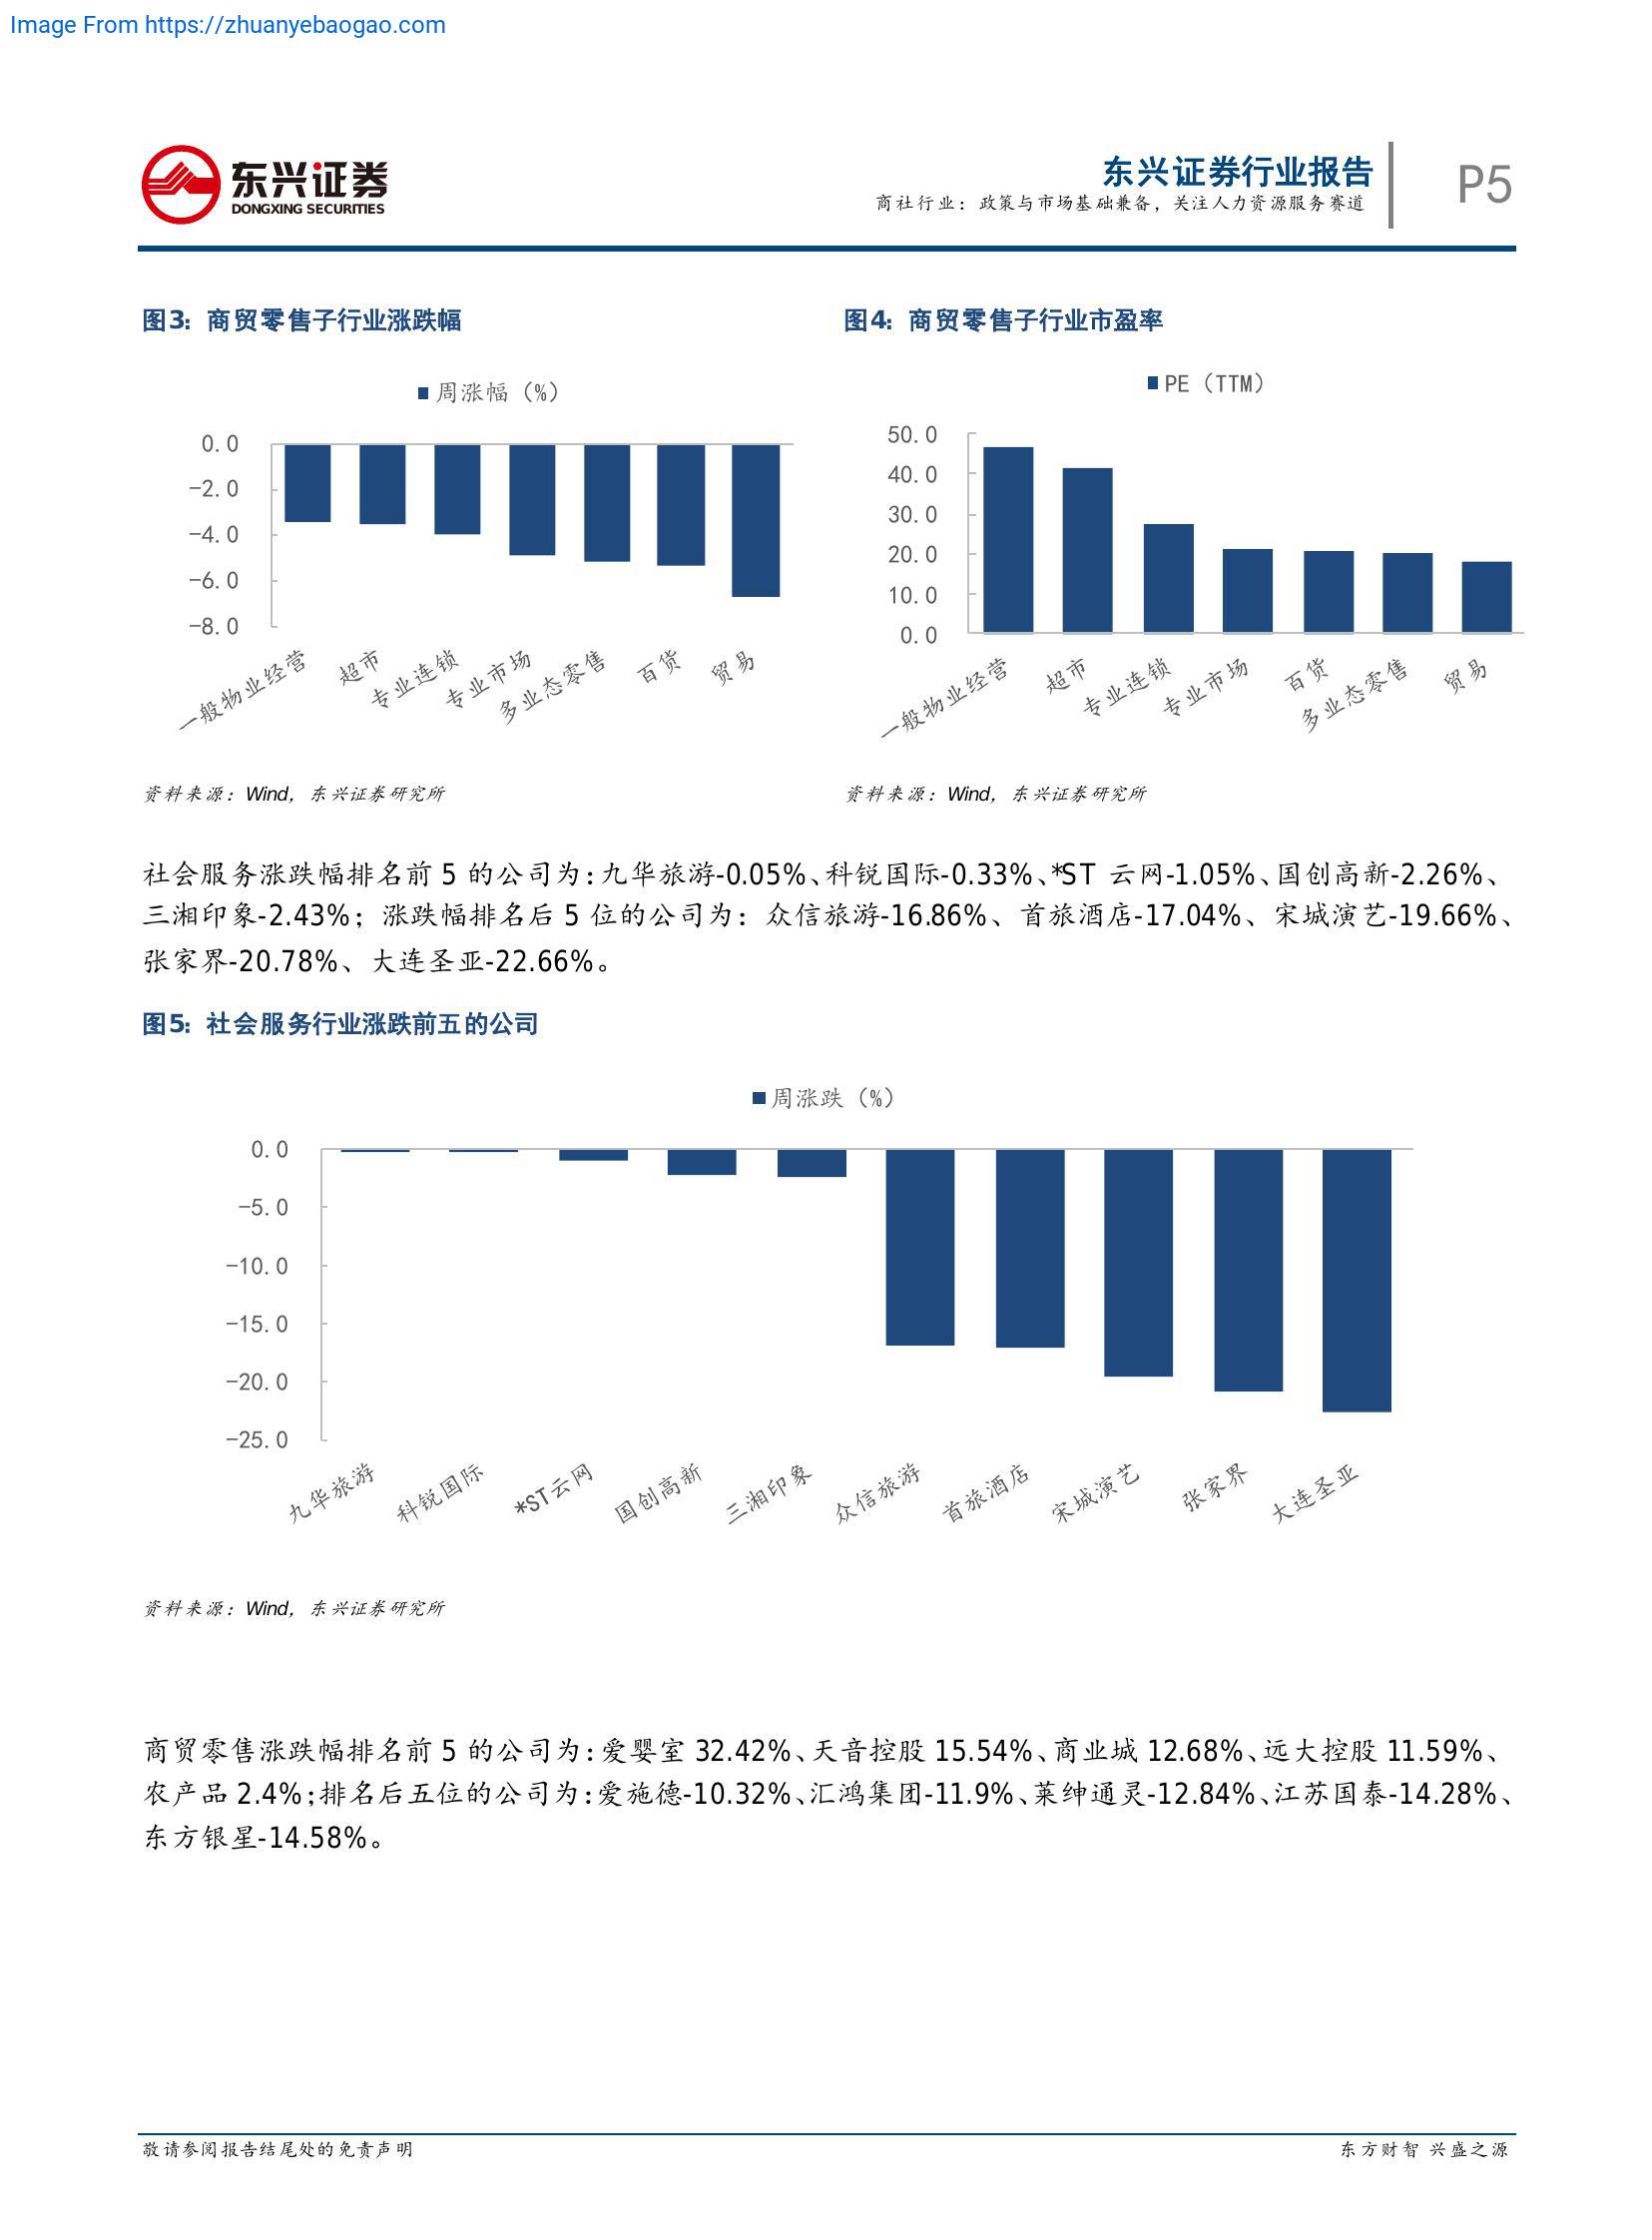 Image From https://zhuanyebaogao.com
东兴证券
DONGXING SECURITIES
东兴证券行业报告
商社行业：政策与市场基础兼备，关注人力资源服务赛道
P5
图3：商贸零售子行业涨跌幅
周涨幅（%）
0.0
-2.0
-4.0
-6.0
-8.0
一般物业经营
超市
专业连锁
专业市场
多业态零售
百货
贸易
资料来源：Wind，东兴证券研究所
图4：商贸零售子行业市盈率
PE（TTM）
50.0
40.0
30.0
20.0
10.0
0.0
一般物业经营
超市
专业连锁
专业市场
百货
多业态零售
贸易
资料来源：Wind，东兴证券研究所
社会服务涨跌幅排名前 5 的公司为：九华旅游-0.05%、科锐国际-0.33%、*ST 云网-1.05%、国创高新-2.26%、
三湘印象-2.43%；涨跌幅排名后 5 位的公司为：众信旅游-16.86%、首旅酒店-17.04%、宋城演艺-19.66%、
张家界-20.78%、大连圣亚-22.66%。
图5：社会服务行业涨跌前五的公司
周涨跌（%）
0.0
-5.0
-10.0
-15.0
-20.0
-25.0
九华旅游
科锐国际
*ST云网
国创高新
三湘印象
众信旅游
首旅酒店
宋城演艺
张家界
大连圣亚
资料来源：Wind，东兴证券研究所
商贸零售涨跌幅排名前 5 的公司为：爱婴室 32.42%、天音控股 15.54%、商业城 12.68%、远大控股 11.59%、
农产品 2.4%；排名后五位的公司为：爱施德-10.32%、汇鸿集团-11.9%、莱绅通灵-12.84%、江苏国泰-14.28%、
东方银星-14.58%。
敬请参阅报告结尾处的免责声明
东方财智 兴盛之源